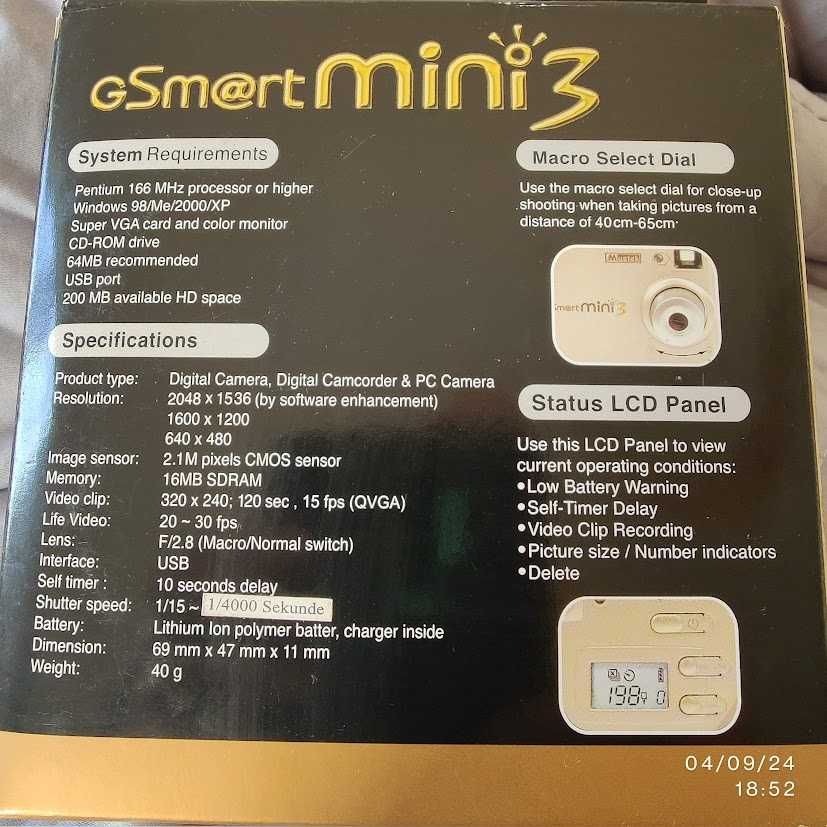 GSm@rt mini 3
System Requirements
Pentium 166 MHz processor or higher
Windows 98/Me/2000/XP
Super VGA card and color monitor
CD-ROM drive
64MB recommended
USB port
200 MB available HD space
Specifications
Product type: Digital Camera, Digital Camcorder & PC Camera
Resolution: 2048 x 1536 (by software enhancement)
1600 x 1200
640 x 480
Image sensor: 2.1M pixels CMOS sensor
Memory: 16MB SDRAM
Video clip: 320 x 240; 120 sec , 15 fps (QVGA)
Life Video: 20 ~ 30 fps
Lens: F/2.8 (Macro/Normal switch)
Interface: USB
Self timer : 10 seconds delay
Shutter speed: 1/15 ~ 1/4000 Sekunde
Battery: Lithium Ion polymer batter, charger inside
Dimension: 69 mm x 47 mm x 11 mm
Weight: 40 g
Macro Select Dial
Use the macro select dial for close-up
shooting when taking pictures from a
distance of 40cm-65cm
Mustek
mart mini 3
Status LCD Panel
Use this LCD Panel to view
current operating conditions:
•Low Battery Warning
•Self-Timer Delay
•Video Clip Recording
•Picture size / Number indicators
•Delete
198 0
04/09/24
18:52